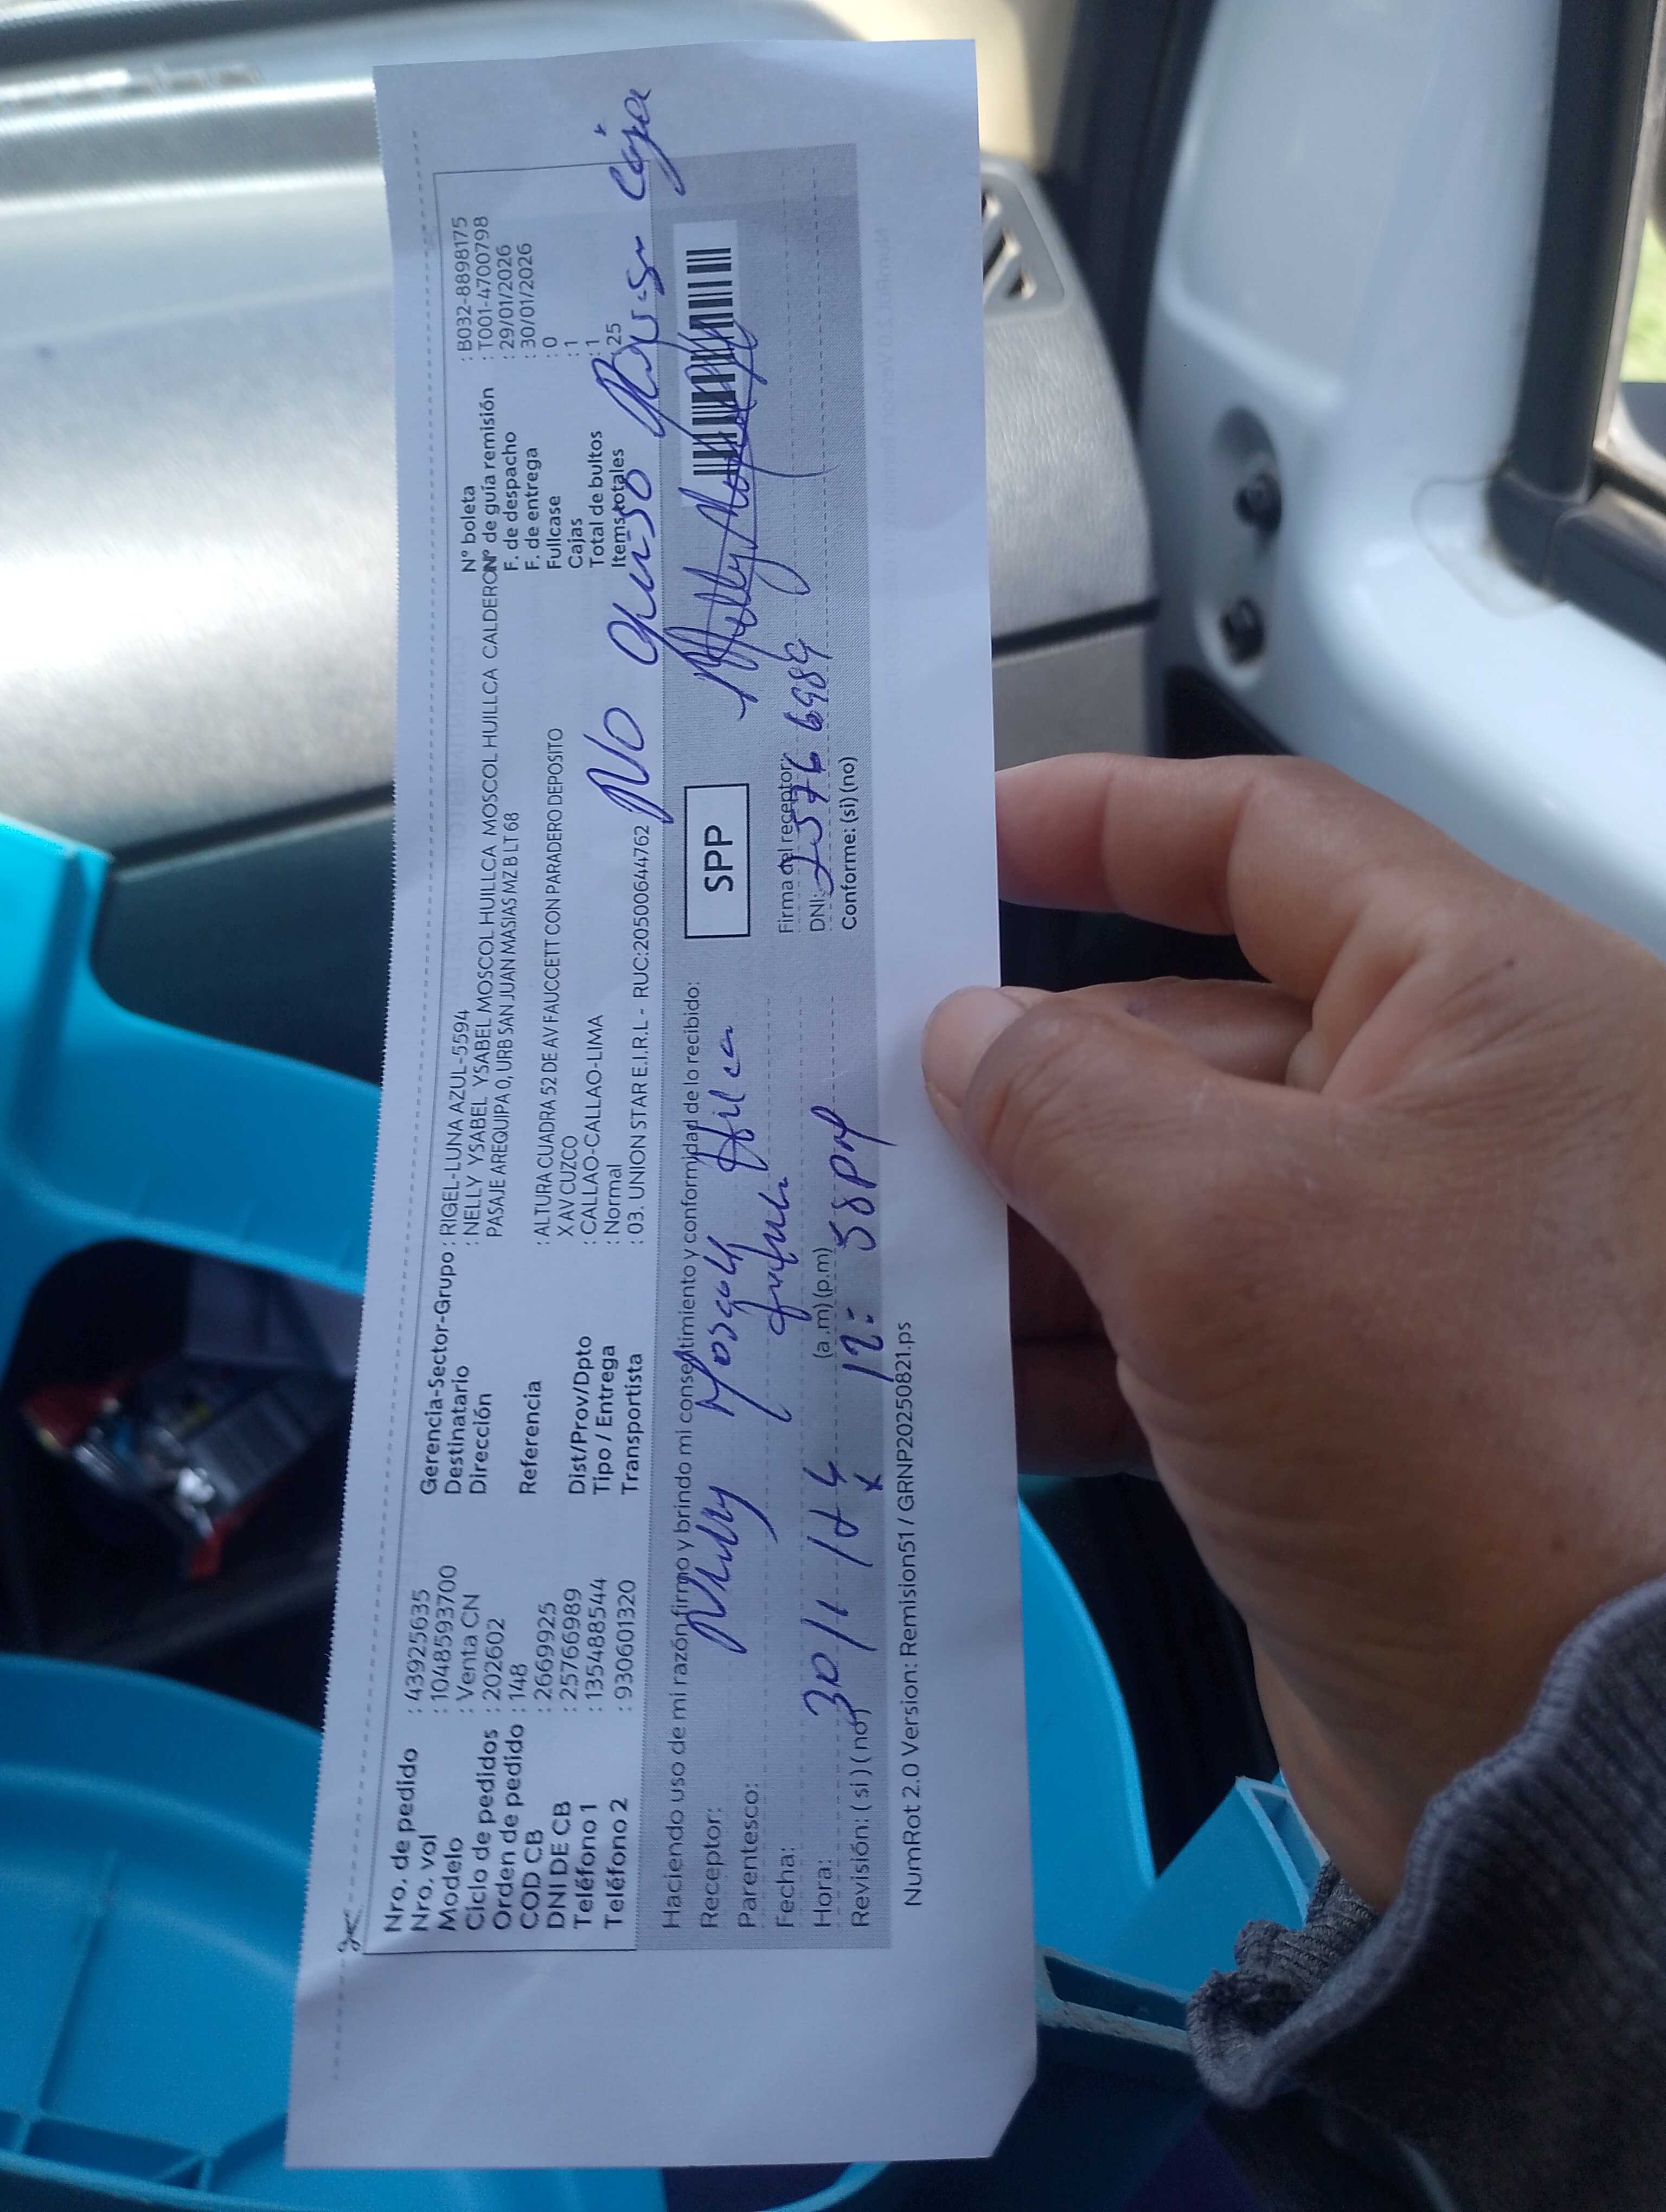 Nro. de pedido : 43925635
Nro, vol : 104859370​0
Modelo : Venta CN
Ciclo de pedidos : 202602
Orden de pedido : 148
COD CB : 2669925
DNI DE CB : 25766989
Teléfono 1 : 135488544
Teléfono 2 : 930601320
Gerencia-Sector-Grupo : RIGEL-LUNA AZUL-5594
Destinatario : NELLY YSABEL YSABEL MOSCOL HUILLCA MOSCOL HUILLCA CALDERON
Dirección PASAJE AREQUIPA 0, URB SAN JUAN MASIAS MZ B LT 68
Referencia : ALTURA CUADRA 52 DE AV FAUCCETT CON PARADERO DEPOSITO
X AV CUZCO
Dist/Prov/Dpto : CALLAO-CALLAO-LIMA
Tipo / Entrega : Normal
Transportista : 03. UNION STAR E.I.R.L - RUC:20500644762
N° boleta : B032-8898175
N° de guía remisión : T001-4700798
F. de despacho : 29/01/2026
F. de entrega : 30/01/2026
Fullcase : 0
Cajas : 1
Total de bultos : 1
Items totales : 25
No quiso Revisar Caja
Haciendo uso de mi razón firmo y brindo mi consentimiento y conformidad de lo recibido:
SPP
Receptor: Nelly Moscoll
Parentesco:
Fecha: 30/1/
Hora: (a.m) (p.m) 12: 58 pm
Revisión: ( si ) ( no) x
Firma del receptor:
DNI: 25766989
Conforme: (si) (no)
NumRot 2.0 Version: Remision51 / GRNP20250821.ps